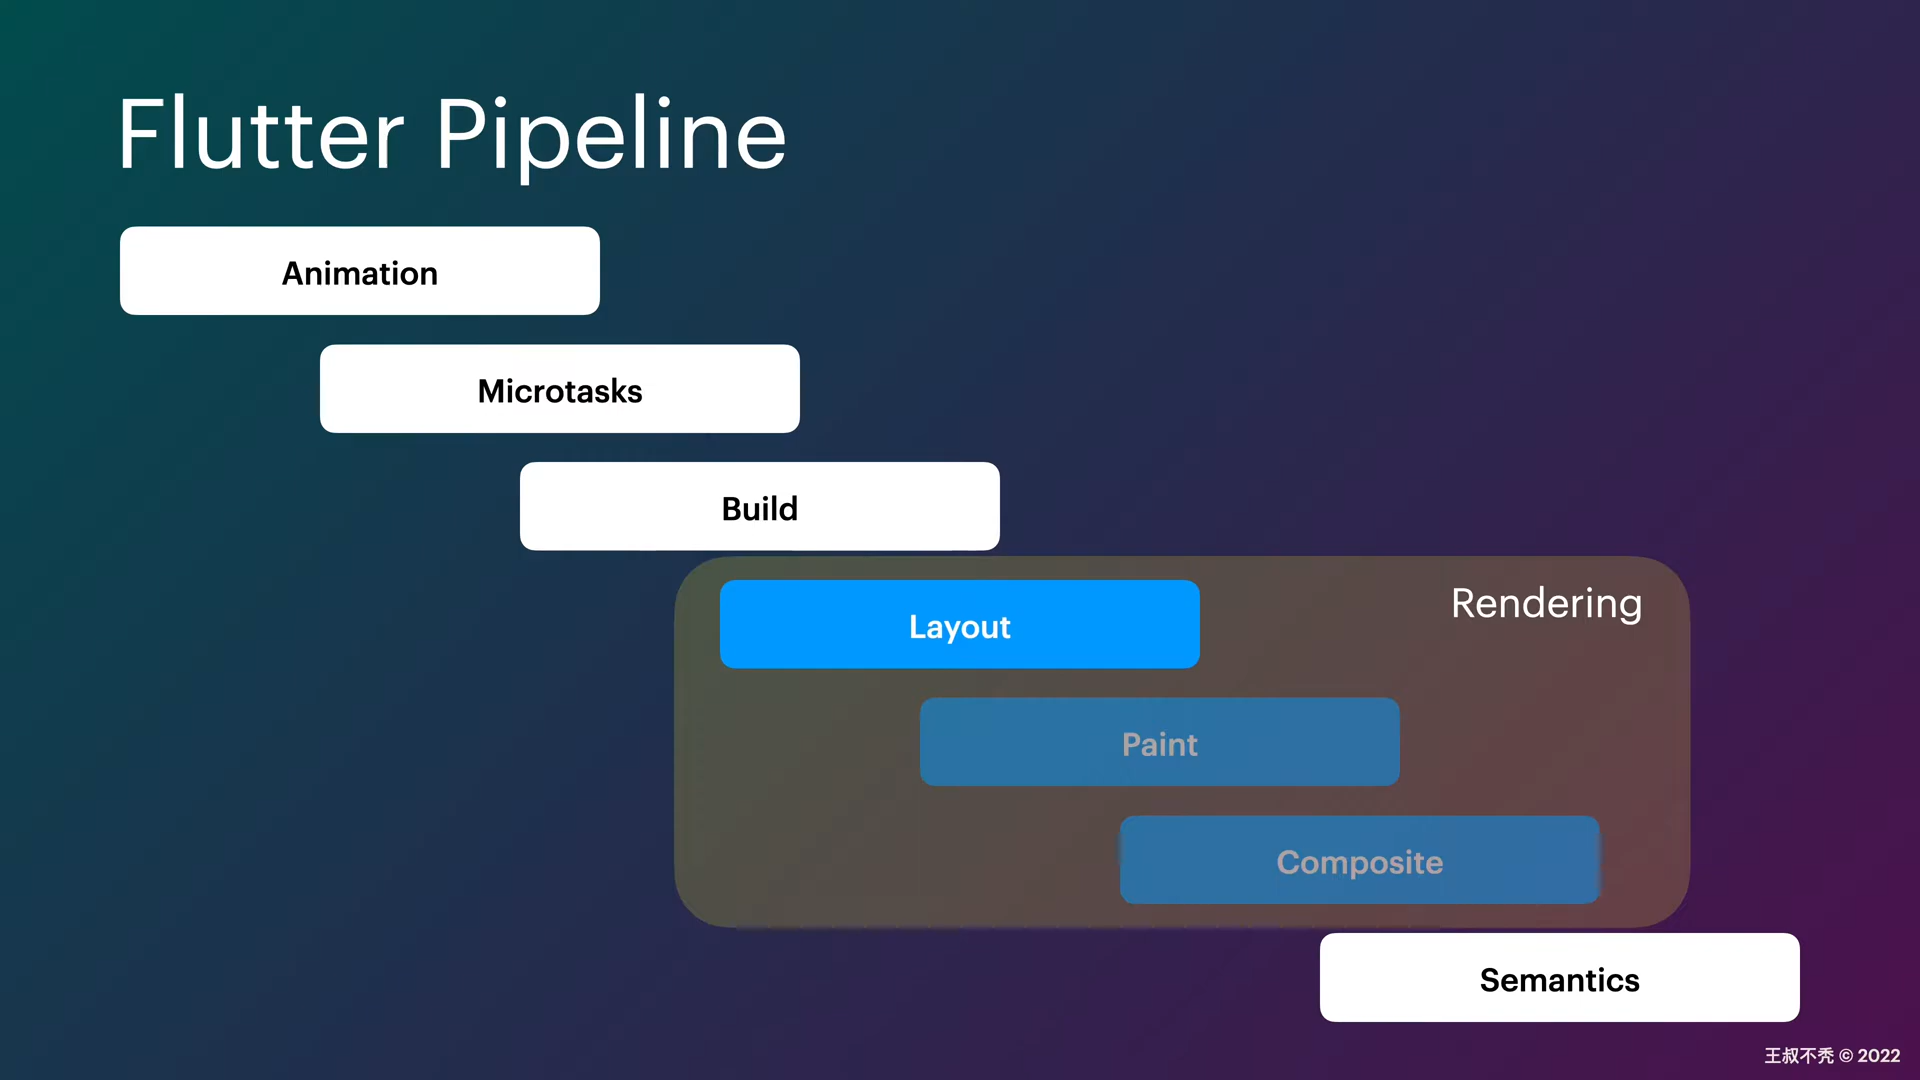 Flutter Pipeline
Animation
Microtasks
Build
Layout
Rendering
Paint
Composite
Semantics
王叔不秃 © 2022